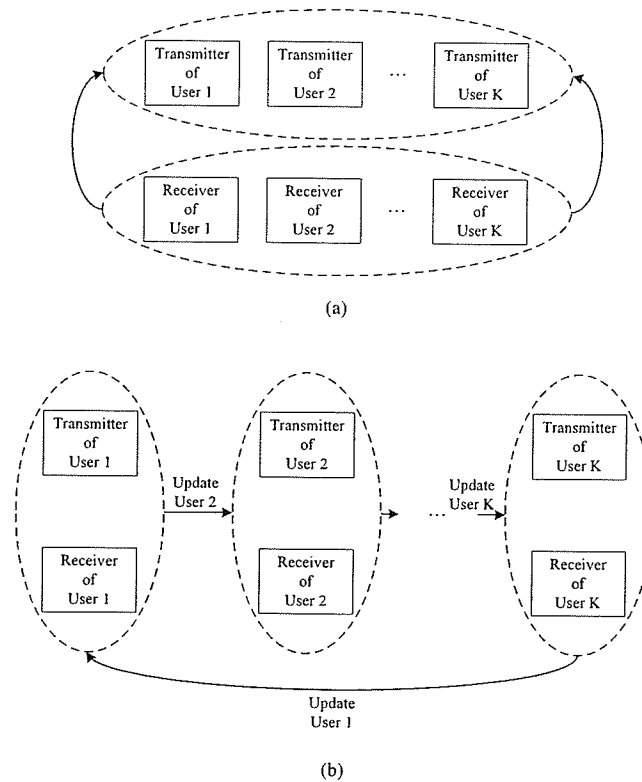 Transmitter
of
User 1
Transmitter
of
User 2
...
Transmitter
of
User K
Receiver
of
User 1
Receiver
of
User 2
...
Receiver
of
User K
(a)
Transmitter
of
User 1
Transmitter
of
User 2
Transmitter
of
User K
Update
User 2
...
Update
User K
Receiver
of
User 1
Receiver
of
User 2
Receiver
of
User K
Update
User 1
(b)